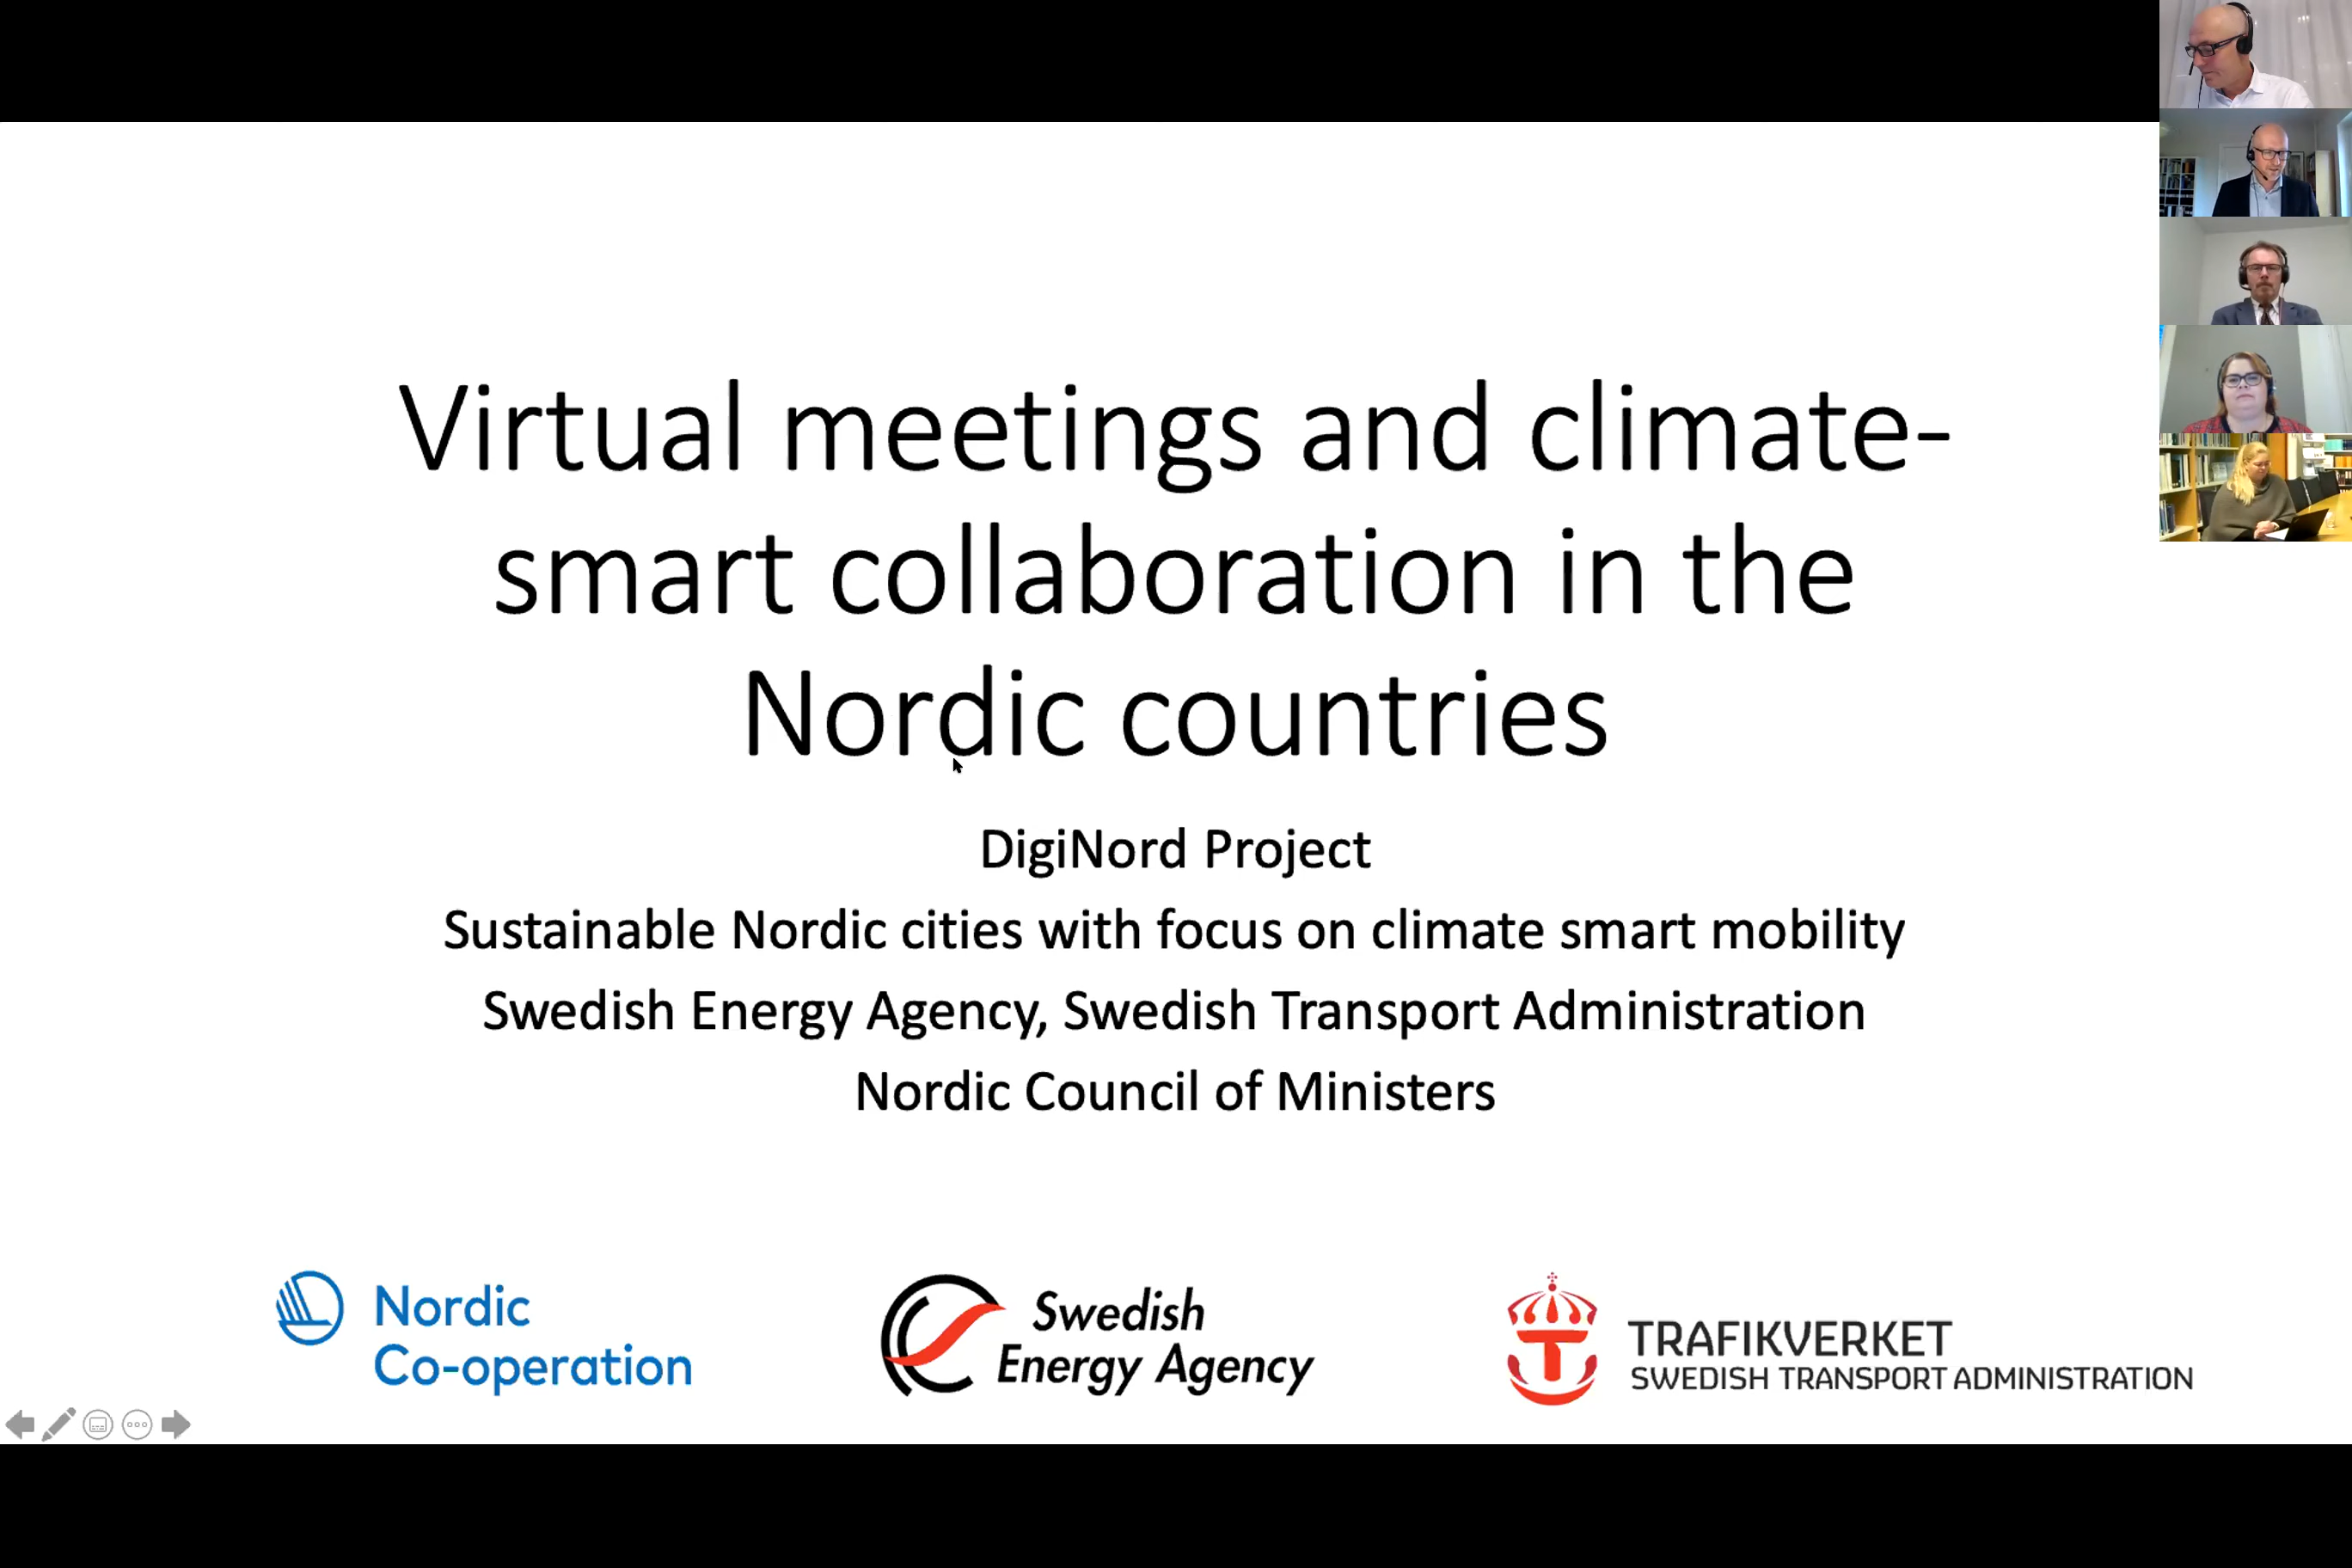 Virtual meetings and climate-
smart collaboration in the
Nordic countries
DigiNord Project
Sustainable Nordic cities with focus on climate smart mobility
Swedish Energy Agency, Swedish Transport Administration
Nordic Council of Ministers
Nordic
Co-operation
Swedish
Energy Agency
TRAFIKVERKET
SWEDISH TRANSPORT ADMINISTRATION